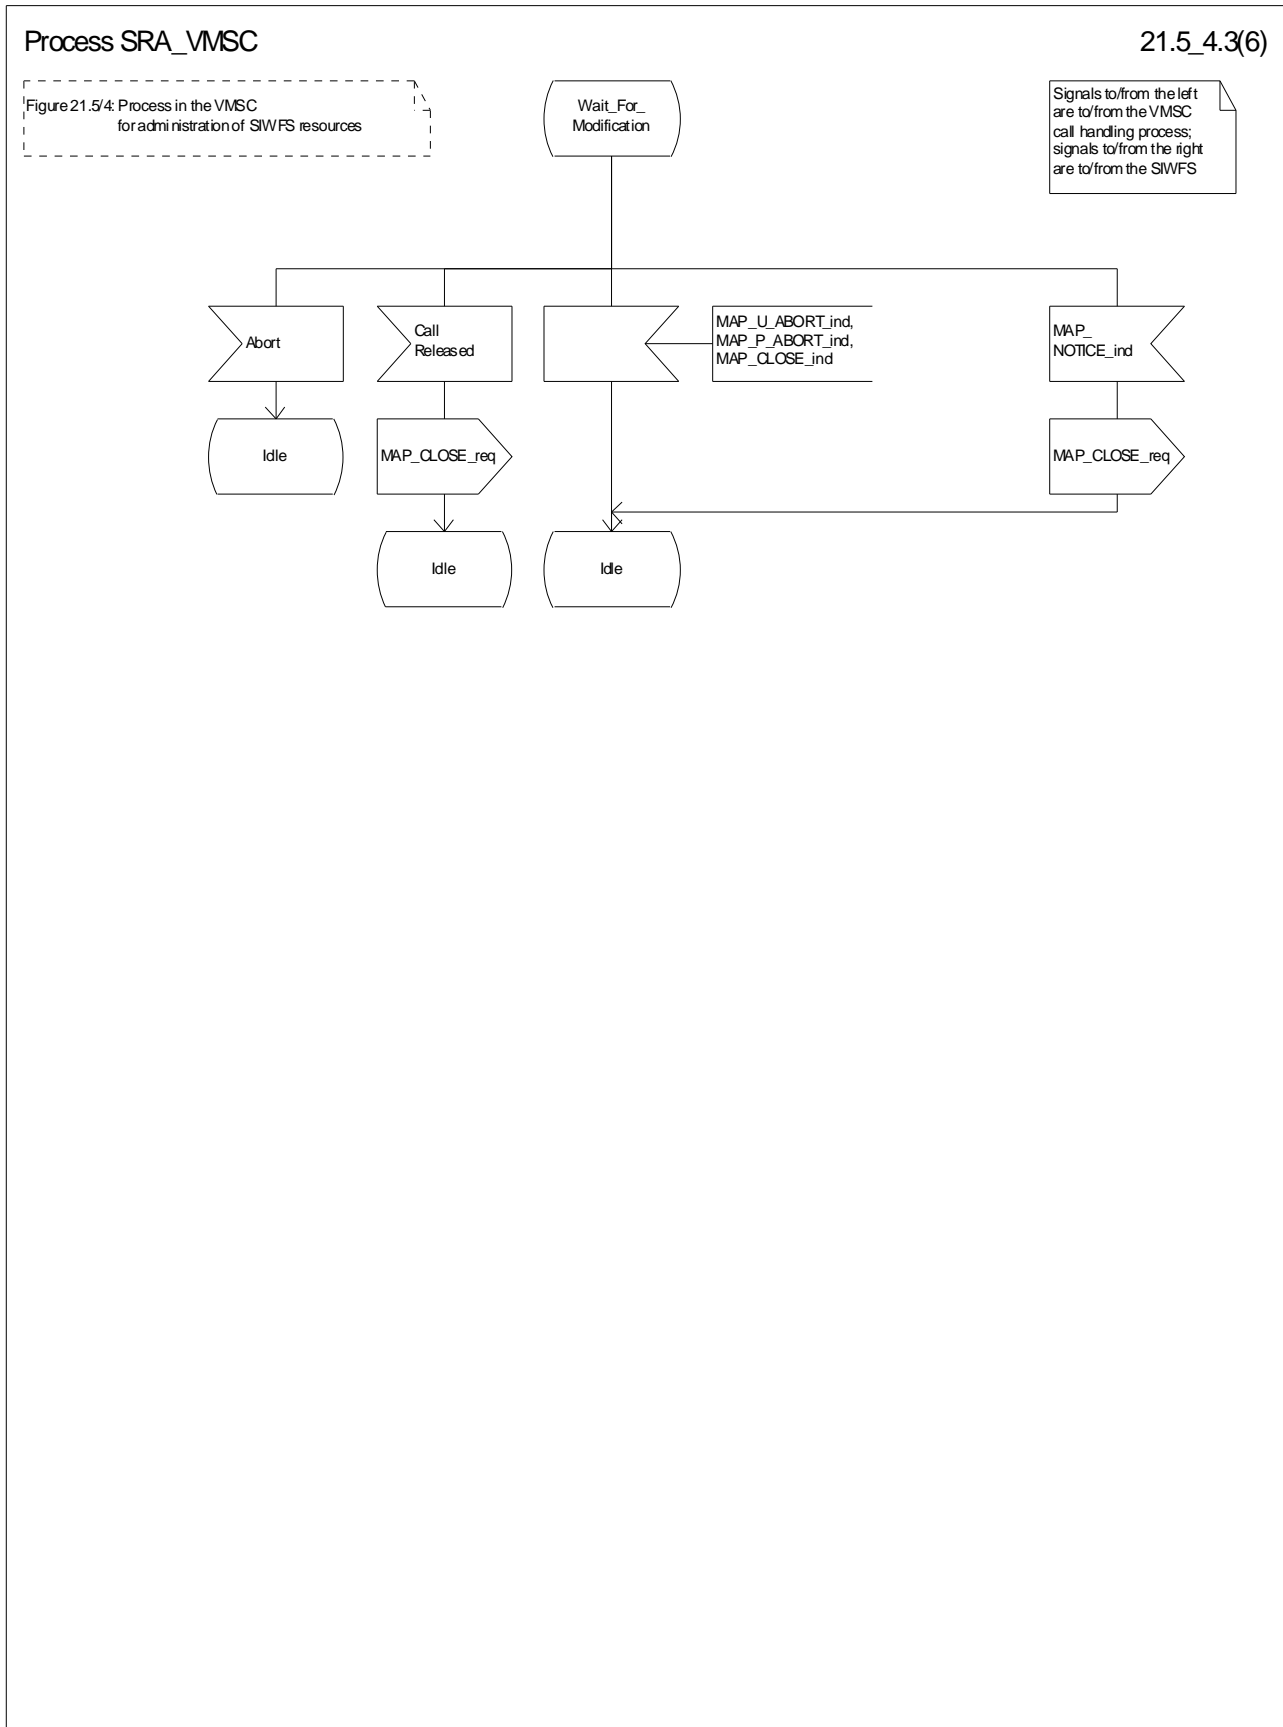 Process SRA_VMSC
21.5_4.3(6)
Figure 21.5/4: Process in the VMSC
for administration of SIWFS resources
Wait_For_
Modification
Signals to/from the left
are to/from the VMSC
call handling process;
signals to/from the right
are to/from the SIWFS
Abort
Call
Released
MAP_U_ABORT_ind,
MAP_P_ABORT_ind,
MAP_CLOSE_ind
MAP_
NOTICE_ind
Idle
MAP_CLOSE_req
MAP_CLOSE_req
Idle
Idle